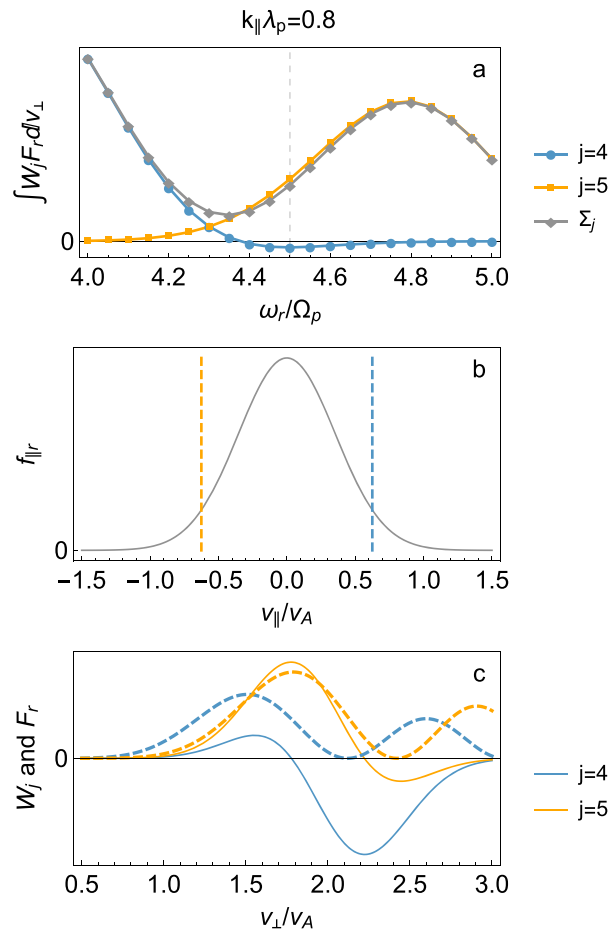 k∥λp=0.8
a
∫WjFrdv⊥
0
4.0 4.2 4.4 4.6 4.8 5.0
ωr/Ωp
j=4
j=5
Σj
b
f∥r
0
−1.5 −1.0 −0.5 0.0 0.5 1.0 1.5
v∥/vA
c
Wj and Fr
0
0.5 1.0 1.5 2.0 2.5 3.0
v⊥/vA
j=4
j=5